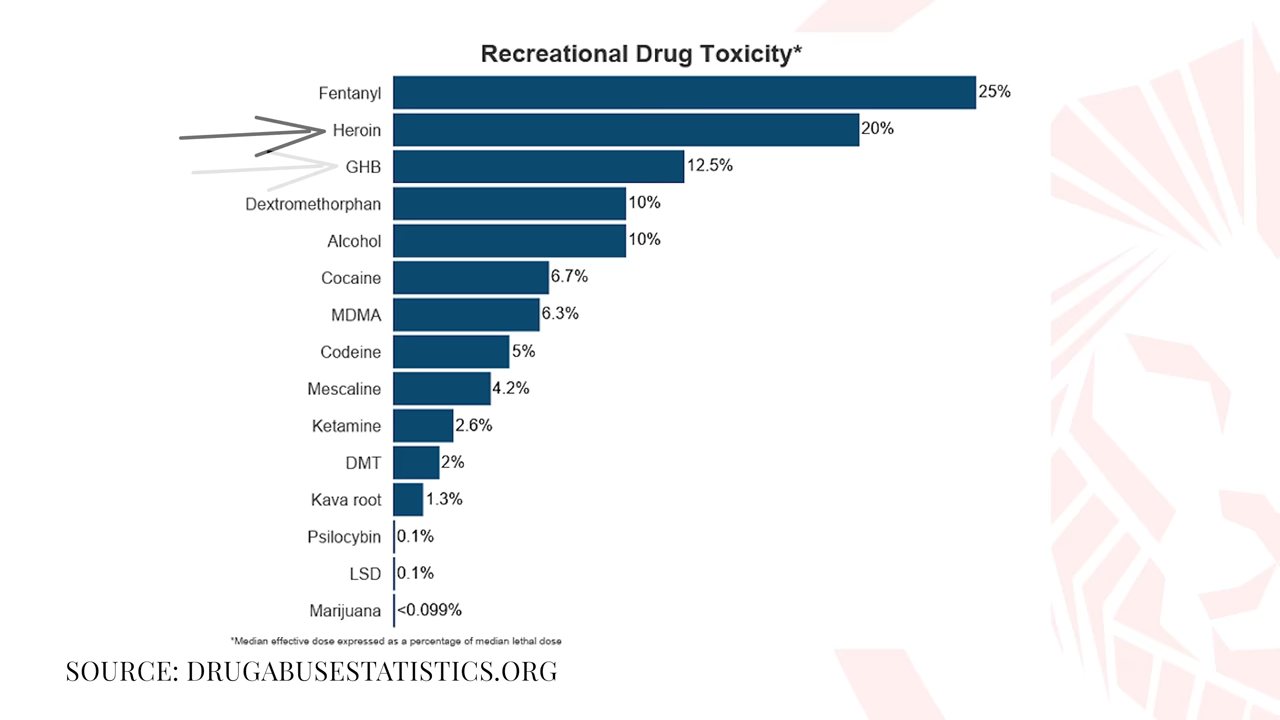 Recreational Drug Toxicity*
Fentanyl 25%
Heroin 20%
GHB 12.5%
Dextromethorphan 10%
Alcohol 10%
Cocaine 6.7%
MDMA 6.3%
Codeine 5%
Mescaline 4.2%
Ketamine 2.6%
DMT 2%
Kava root 1.3%
Psilocybin 0.1%
LSD 0.1%
Marijuana <0.099%
*Median effective dose expressed as a percentage of median lethal dose
SOURCE: DRUGABUSESTATISTICS.ORG